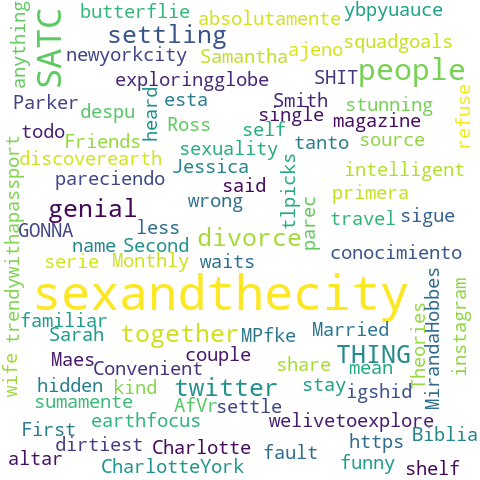 butterflie
ybpyuauce
absolutamente
anything
SATC
settling
squadgoals
newyorkcity
Samantha
ajeno
people
exploringglobe
SHIT
refuse
Parker
heard
esta
Smith
stunning
despu
single
magazine
todo
Friends
Ross
self
tanto
source
discoverearth
sexuality
trendywithapassport
pareciendo
Jessica
said
tlpicks
intelligent
genial
wrong
parec
primera
GONNA
less
divorce
travel
sigue
name
Second
waits
conocimiento
serie
Monthly
sexandthecity
familiar
together
MPfke
Married
MirandaHobbes
instagram
Sarah
couple
THING
Theories
wife
Maes
Convenient
share
mean
hidden
kind
twitter
stay
igshid
sumamente
AfVr
settle
earthfocus
welivetoexplore
First
dirtiest
Charlotte
fault
https
Biblia
altar
CharlotteYork
funny
shelf